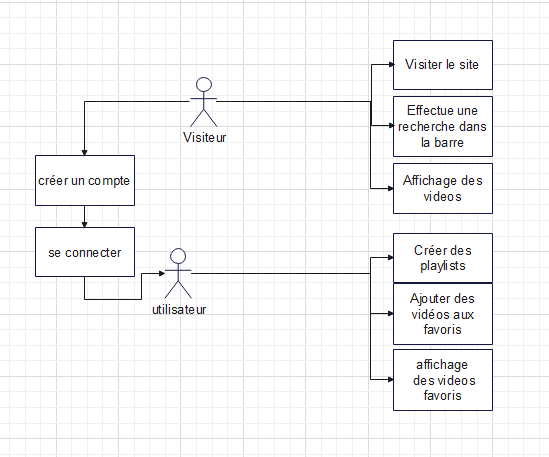 Visiter le site
Visiteur
Effectue une
recherche dans
la barre
créer un compte
Affichage des
videos
se connecter
utilisateur
Créer des
playlists
Ajouter des
vidéos aux
favoris
affichage
des videos
favoris